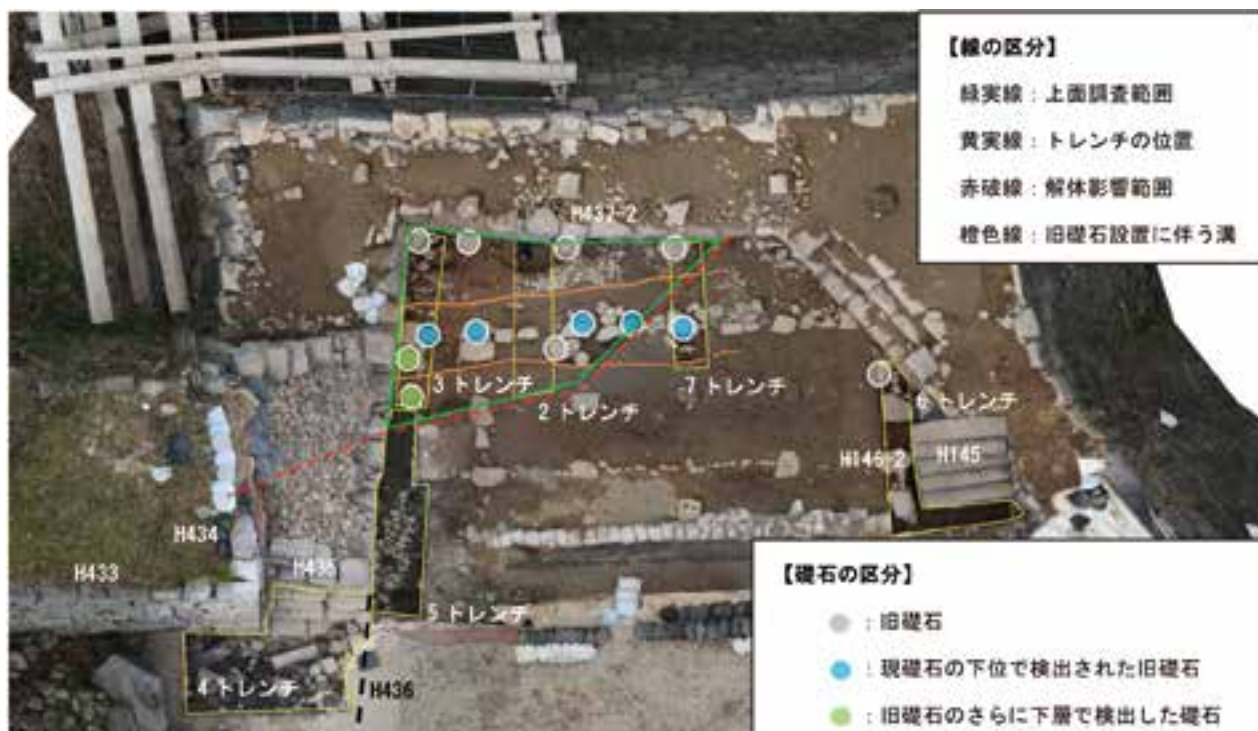 【線の区分】
緑実線：上面調査範囲
黄実線：トレンチの位置
赤破線：解体影響範囲
橙色線：旧礎石設置に伴う溝
H437-2
3 トレンチ
2 トレンチ
7 トレンチ
6 トレンチ
H146-2
H145
H434
H433
H435
5 トレンチ
4 トレンチ
H436
【礎石の区分】
：旧礎石
：現礎石の下位で検出された旧礎石
：旧礎石のさらに下層で検出した礎石